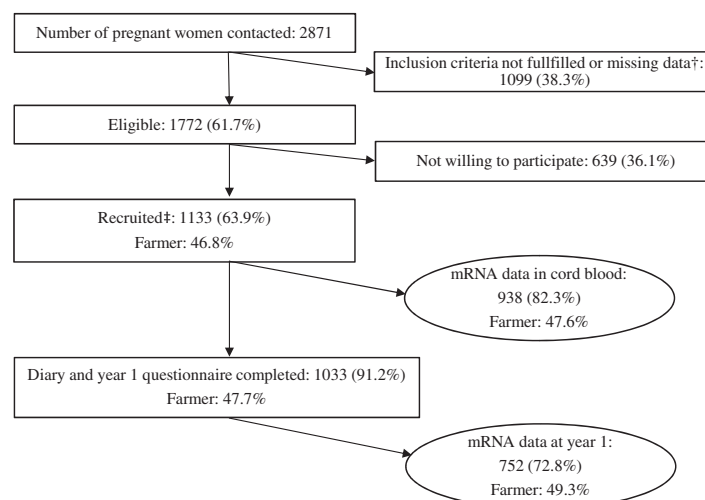 Number of pregnant women contacted: 2871
Inclusion criteria not fullfilled or missing data†:
1099 (38.3%)
Eligible: 1772 (61.7%)
Not willing to participate: 639 (36.1%)
Recruited‡: 1133 (63.9%)
Farmer: 46.8%
mRNA data in cord blood:
938 (82.3%)
Farmer: 47.6%
Diary and year 1 questionnaire completed: 1033 (91.2%)
Farmer: 47.7%
mRNA data at year 1:
752 (72.8%)
Farmer: 49.3%